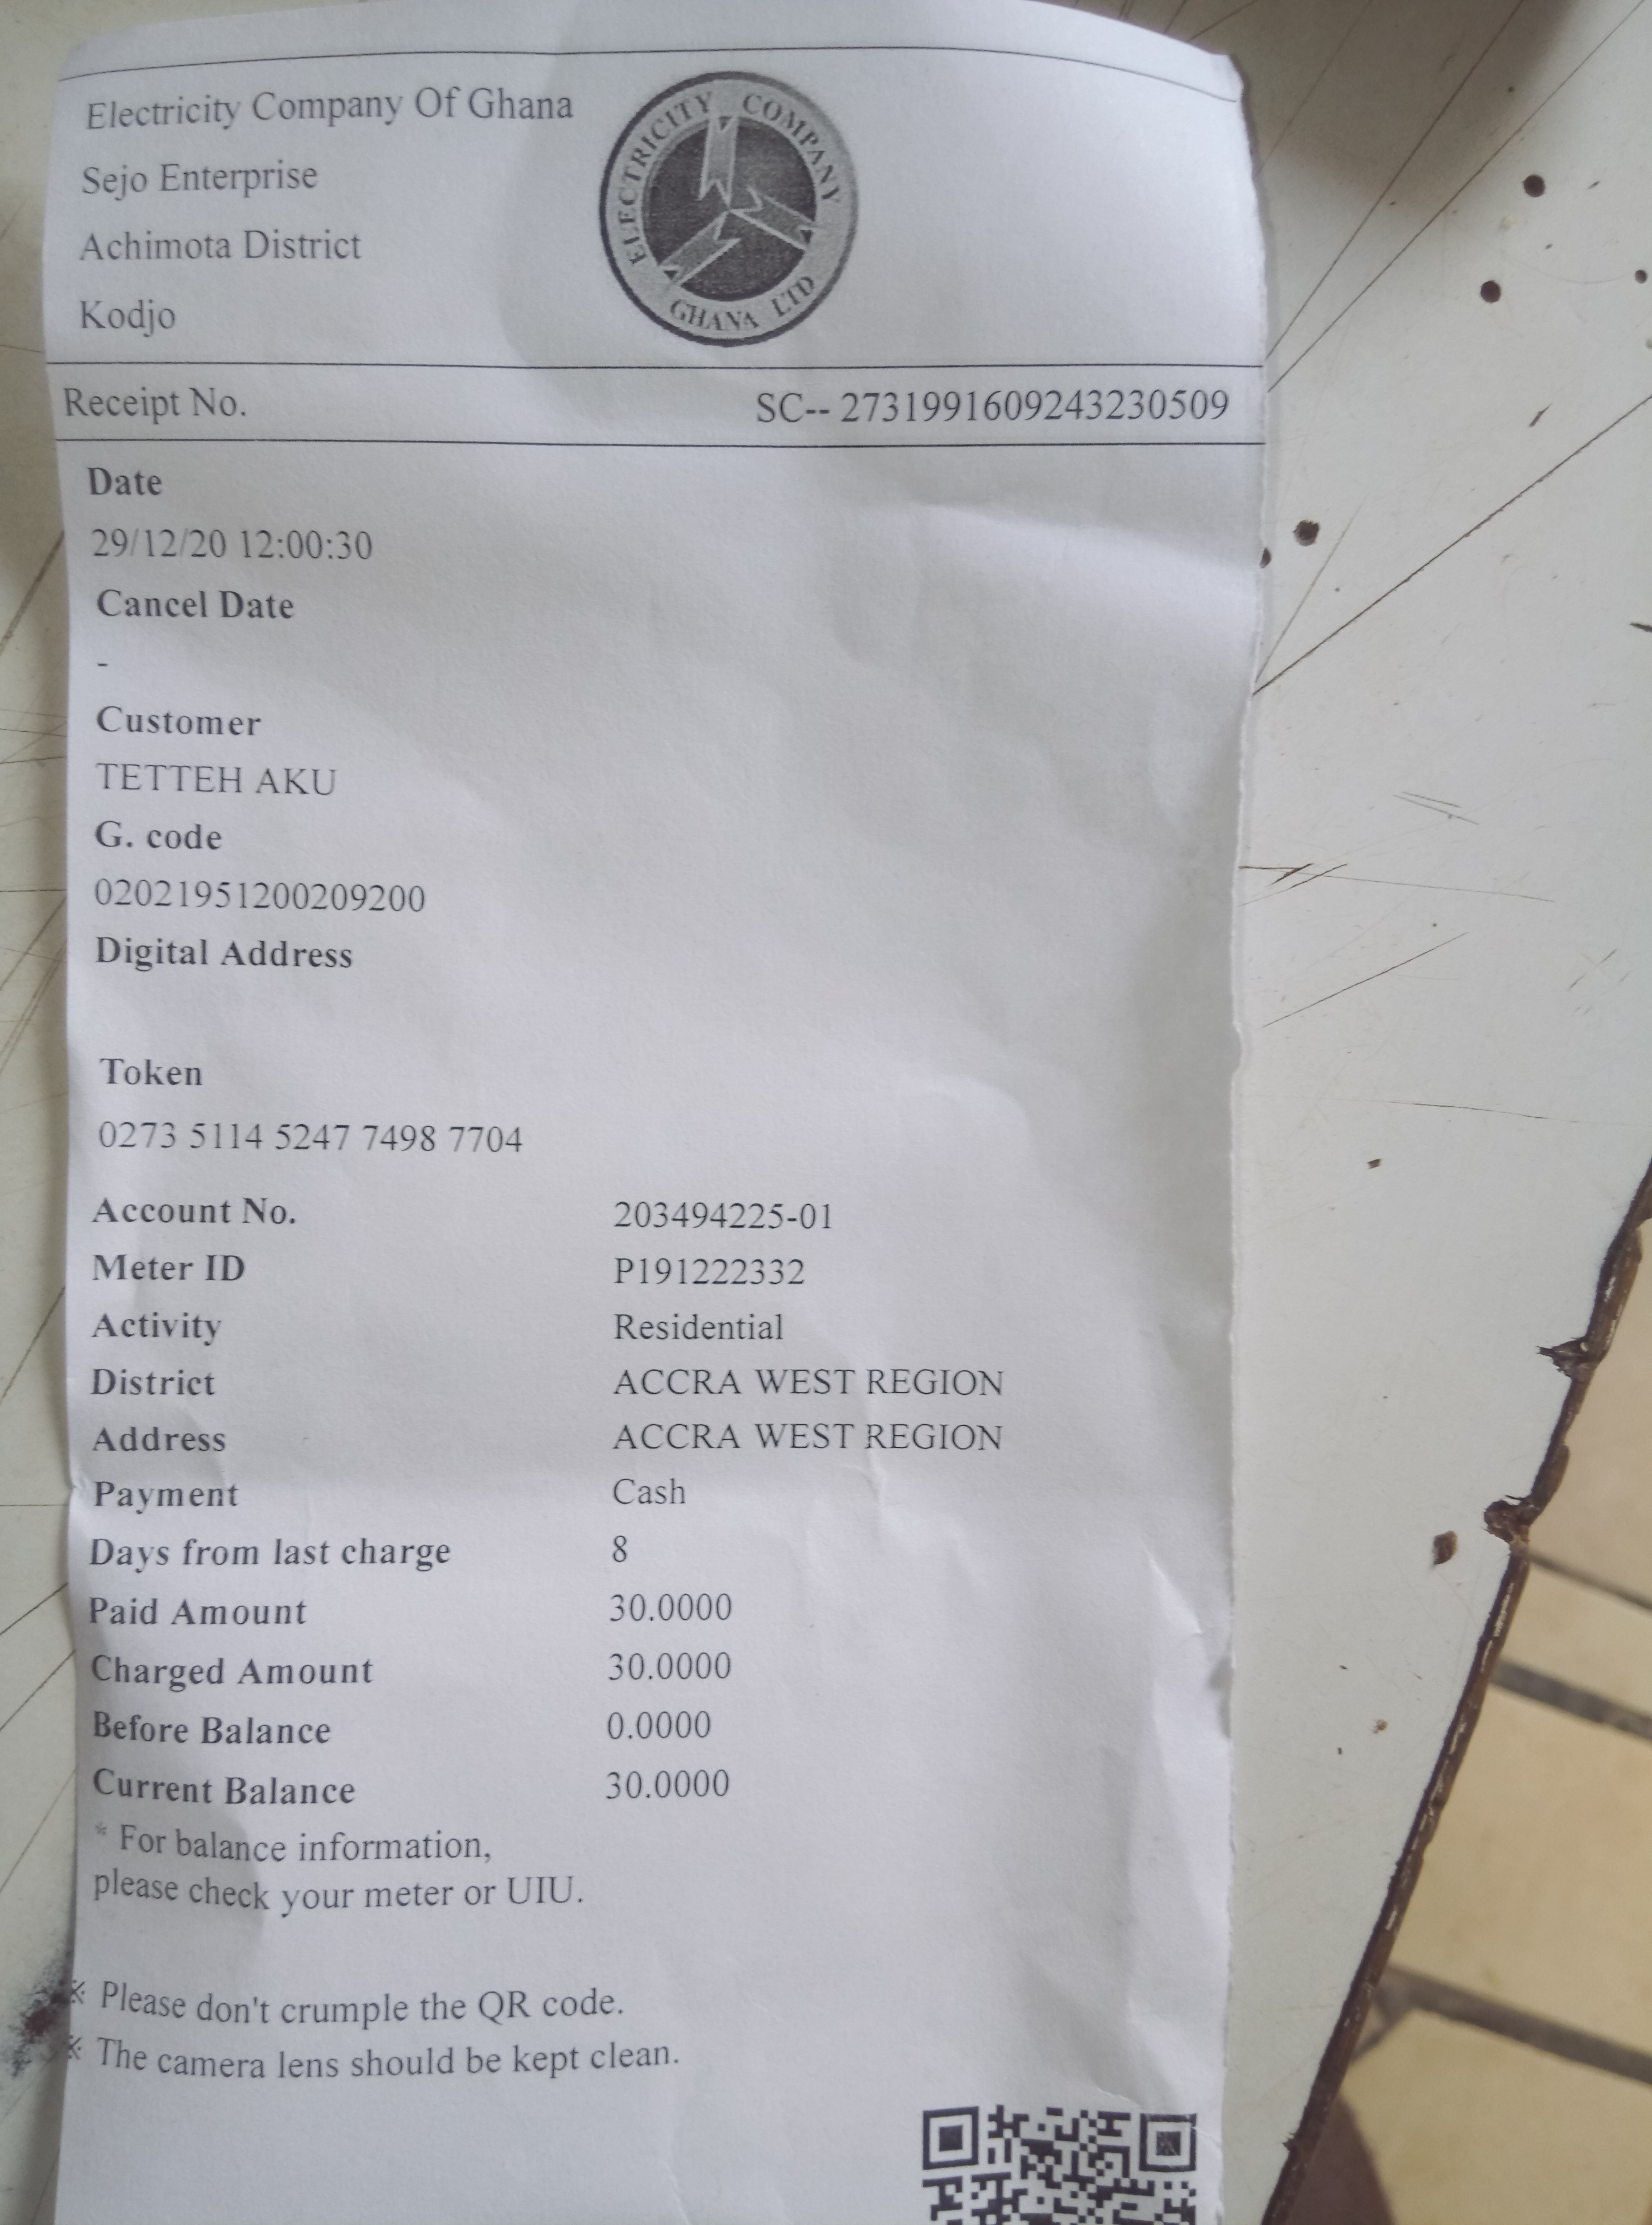 Electricity Company Of Ghana
Sejo Enterprise
Achimota District
Kodjo
ELECTRICITY COMPANY
GHANA LTD
Receipt No. SC-- 2731991609243230509
Date
29/12/20 12:00:30
Cancel Date
-
Customer
TETTEH AKU
G. code
02021951200209200
Digital Address
Token
0273 5114 5247 7498 7704
Account No. 203494225-01
Meter ID P191222332
Activity Residential
District ACCRA WEST REGION
Address ACCRA WEST REGION
Payment Cash
Days from last charge 8
Paid Amount 30.0000
Charged Amount 30.0000
Before Balance 0.0000
Current Balance 30.0000
* For balance information,
please check your meter or UIU.
※ Please don't crumple the QR code.
※ The camera lens should be kept clean.